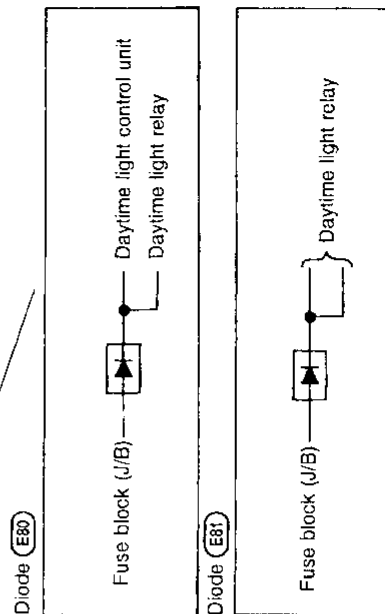 Diode E80
Fuse block (J/B)
Daytime light control unit
Daytime light relay
Diode E81
Fuse block (J/B)
Daytime light relay